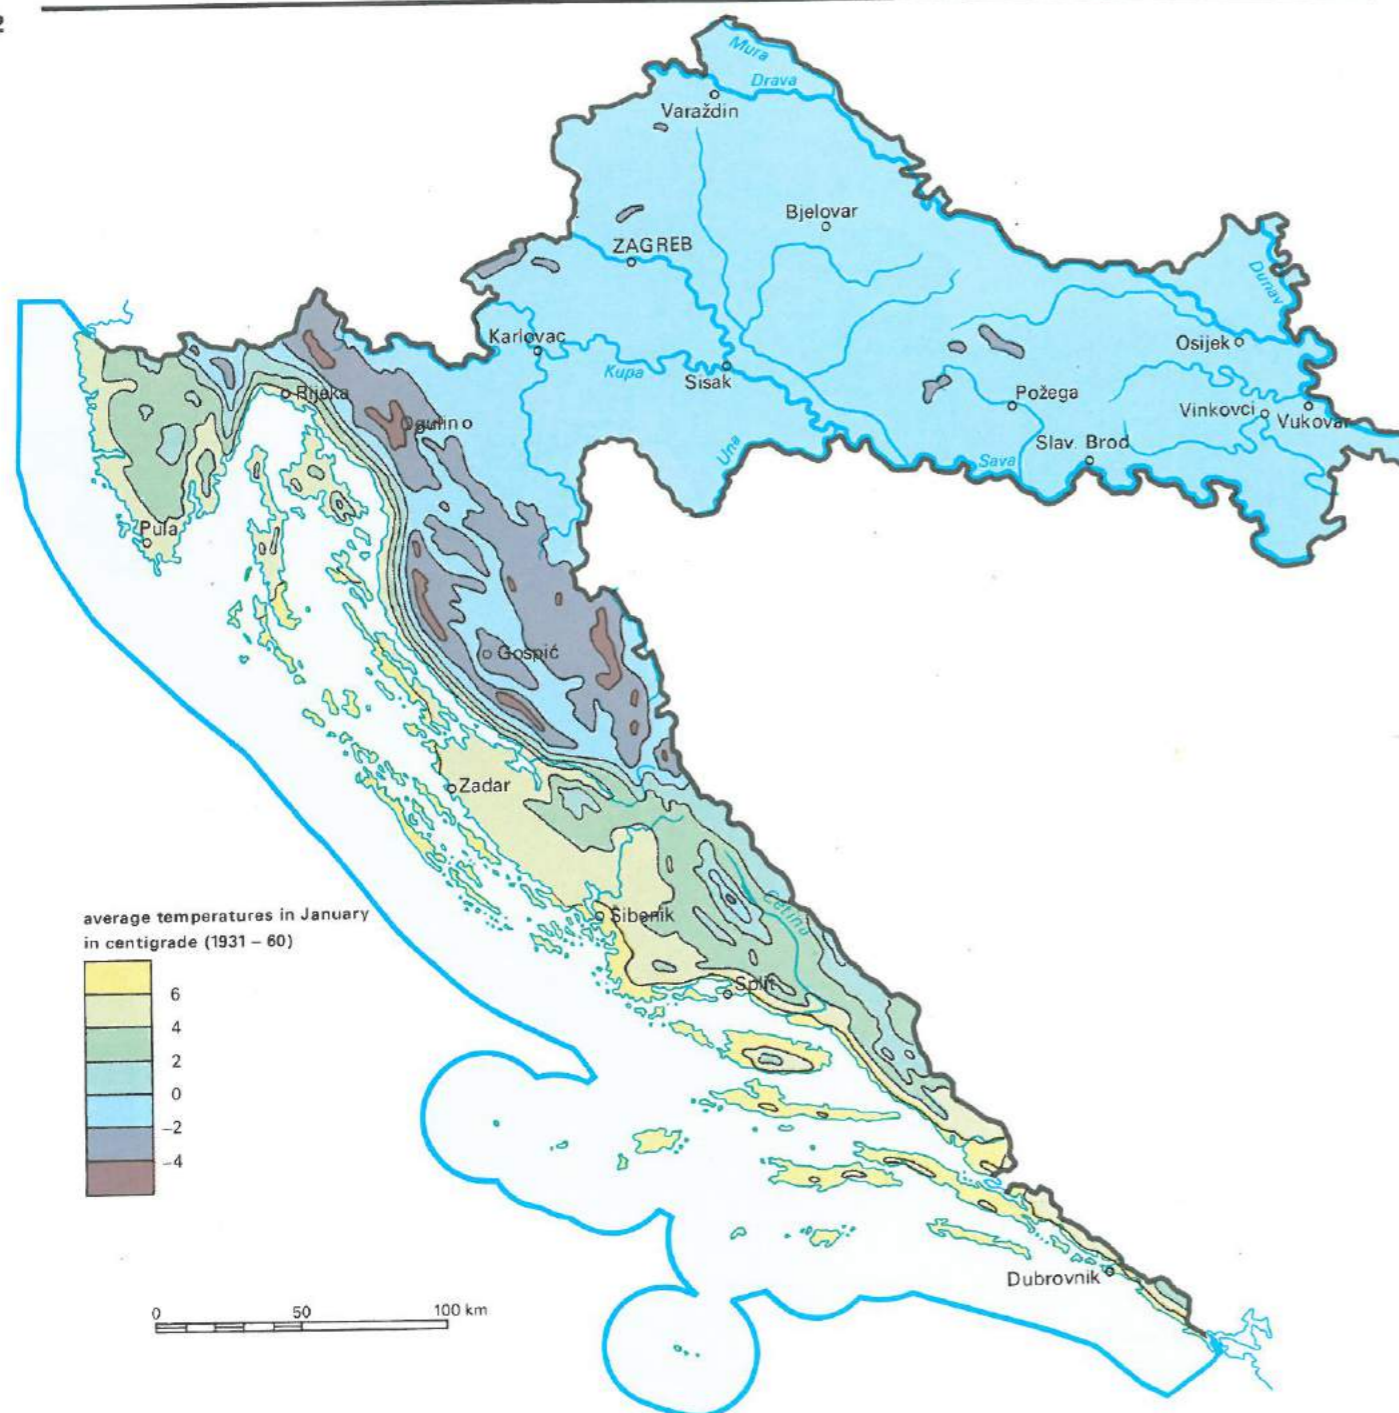 2
Mura
Drava
Varaždin
Bjelovar
ZAGREB
Dunav
Karlovac
Osijek
Kupa
Sisak
Rijeka
Požega
Vinkovci
Vukovar
Ogulin
Slav. Brod
Una
Sava
Pula
Gospić
Zadar
Cetina
Šibenik
Split
average temperatures in January
in centigrade (1931 – 60)
6
4
2
0
–2
–4
Dubrovnik
0 50 100 km